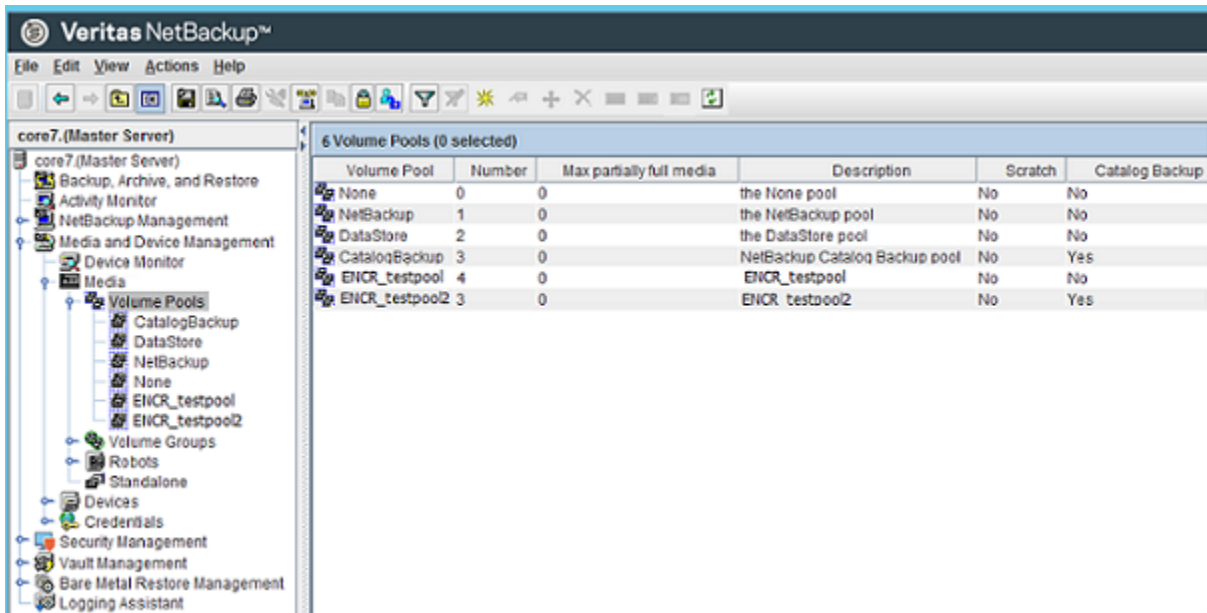 Veritas NetBackup™
File Edit View Actions Help
core7.(Master Server)
core7.(Master Server)
Backup, Archive, and Restore
Activity Monitor
NetBackup Management
Media and Device Management
Device Monitor
Media
Volume Pools
CatalogBackup
DataStore
NetBackup
None
ENCR_testpool
ENCR_testpool2
Volume Groups
Robots
Standalone
Devices
Credentials
Security Management
Vault Management
Bare Metal Restore Management
Logging Assistant
6 Volume Pools (0 selected)
Volume Pool Number Max partially full media Description Scratch Catalog Backup
None 0 0 the None pool No No
NetBackup 1 0 the NetBackup pool No No
DataStore 2 0 the DataStore pool No No
CatalogBackup 3 0 NetBackup Catalog Backup pool No Yes
ENCR_testpool 4 0 ENCR_testpool No No
ENCR_testpool2 3 0 ENCR testpool2 No Yes